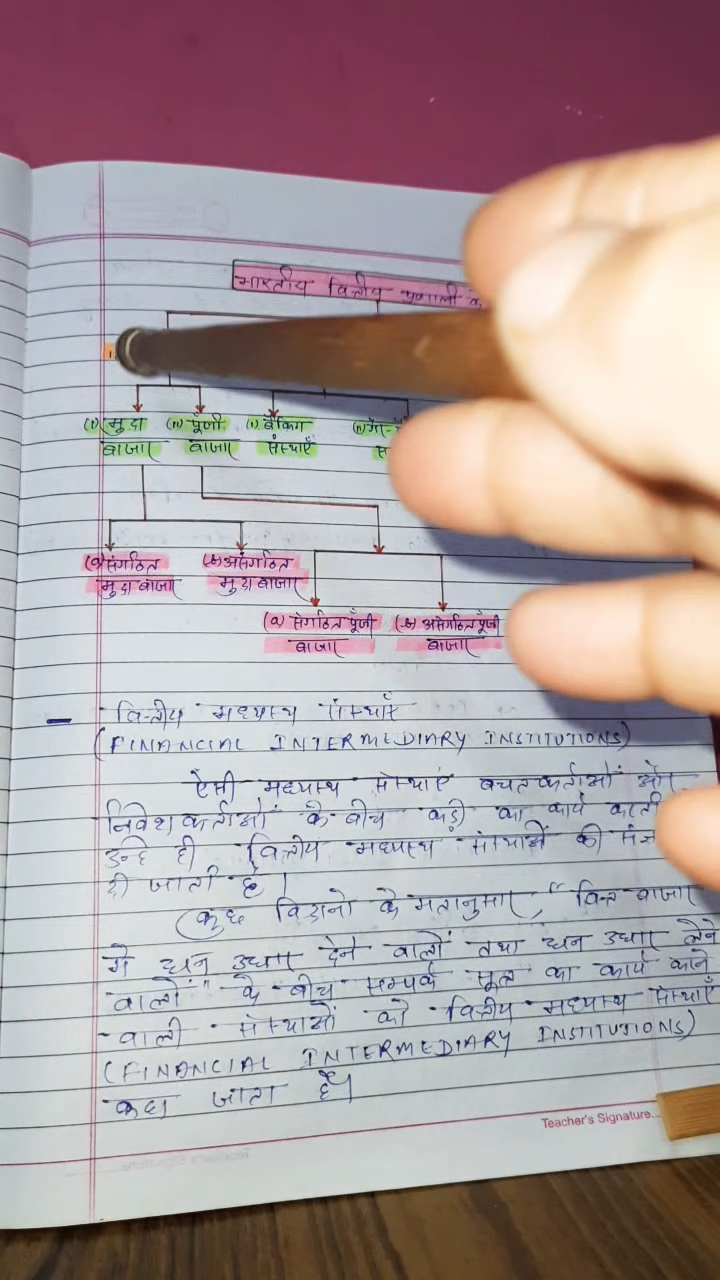 भारतीय वित्तीय प्रणाली
(i) मुद्रा (ii) पूँजी (i) बैंकिंग (ii) गैर-
बाजार बाजार संस्थाएँ
(a) संगठित (b) असंगठित
मुद्रा बाजार मुद्रा बाजार
(a) संगठित पूँजी (b) असंगठित पूँजी
बाजार बाजार
वित्तीय मध्यस्थ संस्थाएँ
(FINANCIAL INTERMEDIARY INSTITUTIONS)
ऐसी मध्यस्थ संस्थाएं बचतकर्ताओं और
निवेशकर्ताओं के बीच कड़ी का कार्य करती
उन्हे ही वित्तीय मध्यस्थ संस्थाओं की
दी जाती है।
कुछ विद्वानो के मतानुसार, "वित्त बाजार
मे धन उधार देने वालों तथा धन उधार लेने
वालों" के बीच सम्पर्क सूत्र का कार्य करने
वाली संस्थाओं को वित्तीय मध्यस्थ संस्थाएँ
(FINANCIAL INTERMEDIARY INSTITUTIONS)
कहा जाता है।
Teacher's Signature...